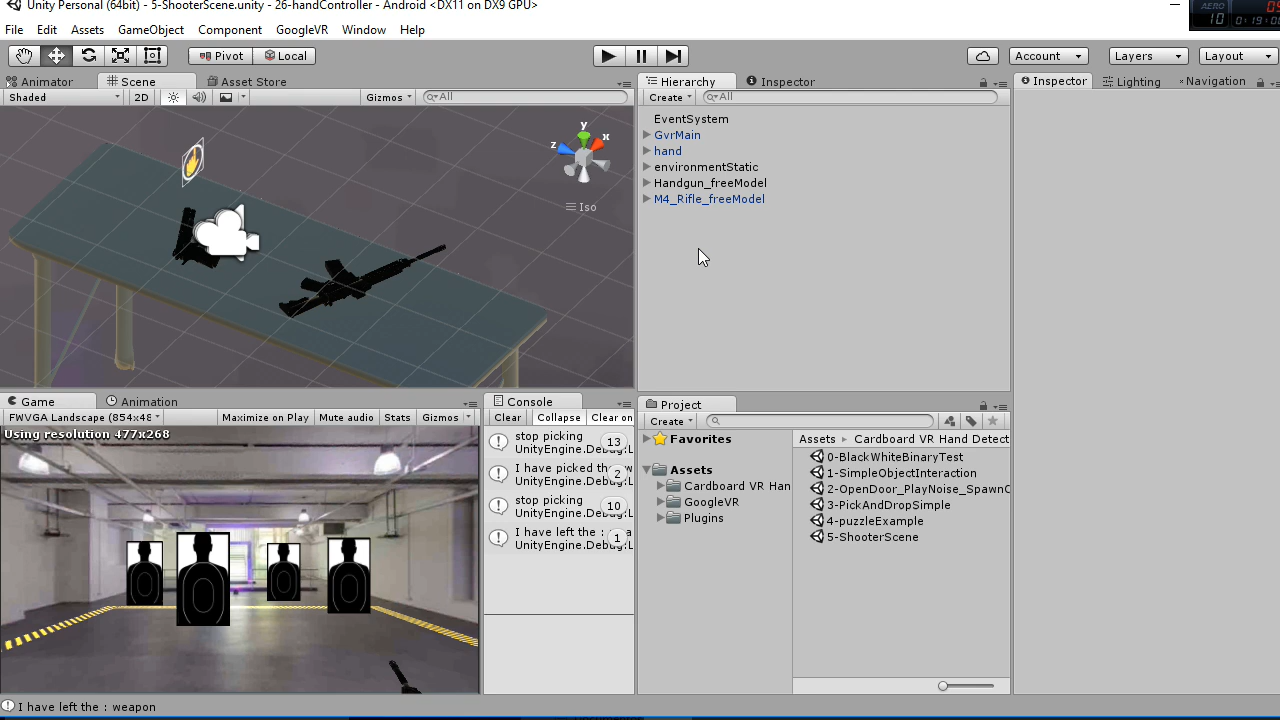 Unity Personal (64bit) - 5-ShooterScene.unity - 26-handController - Android <DX11 on DX9 GPU>
AERO
10
0:19:0
File Edit Assets GameObject Component GoogleVR Window Help
Pivot Local Account Layers Layout
Animator Scene Asset Store
Hierarchy Inspector
Inspector Lighting Navigation
Shaded 2D Gizmos All
Create All
y
x
z
Iso
EventSystem
GvrMain
hand
environmentStatic
Handgun_freeModel
M4_Rifle_freeModel
Game Animation
FWVGA Landscape (854x48 Maximize on Play Mute audio Stats Gizmos
Using resolution 477x268
Console
Clear Collapse Clear on
stop picking 13
UnityEngine.Debug:L
I have picked th w 2
UnityEngine.Debug:L
stop picking 10
UnityEngine.Debug:L
I have left the : a 1
UnityEngine.Debug:L
Project
Create
Favorites
Assets
Cardboard VR Han
GoogleVR
Plugins
Assets Cardboard VR Hand Detect
0-BlackWhiteBinaryTest
1-SimpleObjectInteraction
2-OpenDoor_PlayNoise_SpawnC
3-PickAndDropSimple
4-puzzleExample
5-ShooterScene
I have left the : weapon